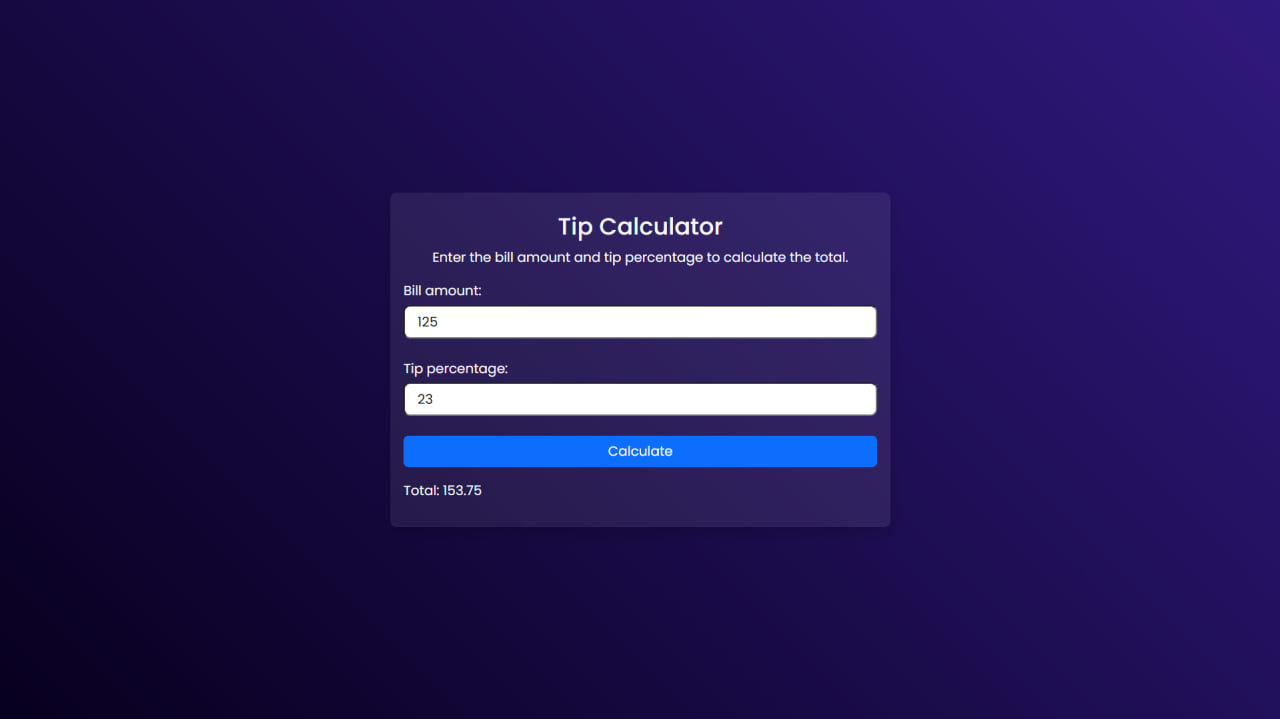 Tip Calculator
Enter the bill amount and tip percentage to calculate the total.
Bill amount:
125
Tip percentage:
23
Calculate
Total: 153.75